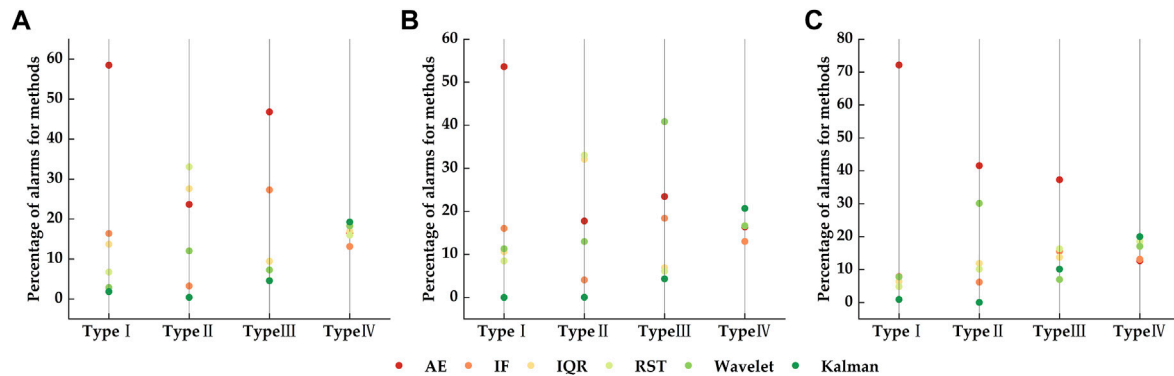 A
Percentage of alarms for methods
60
50
40
30
20
10
0
Type I
Type II
TypeIII
TypeIV
B
Percentage of alarms for methods
60
50
40
30
20
10
0
Type I
Type II
TypeIII
TypeIV
C
Percentage of alarms for methods
80
70
60
50
40
30
20
10
0
Type I
Type II
TypeIII
TypeIV
AE IF IQR RST Wavelet Kalman